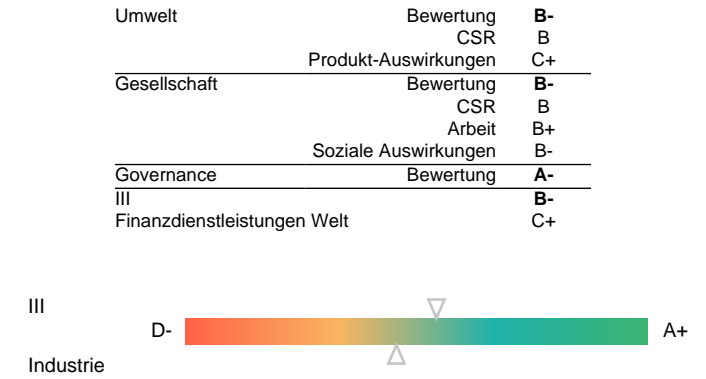 Umwelt Bewertung B-
CSR B
Produkt-Auswirkungen C+
Gesellschaft Bewertung B-
CSR B
Arbeit B+
Soziale Auswirkungen B-
Governance Bewertung A-
III B-
Finanzdienstleistungen Welt C+
III
D- A+
Industrie